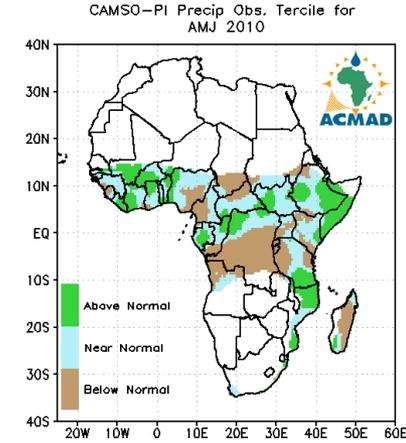 CAMSO-PI Precip Obs. Tercile for
AMJ 2010
40N
30N
20N
10N
EQ
10S
20S
30S
40S
20W
10W
0
10E
20E
30E
40E
50E
60E
ACMAD
Above Normal
Near Normal
Below Normal